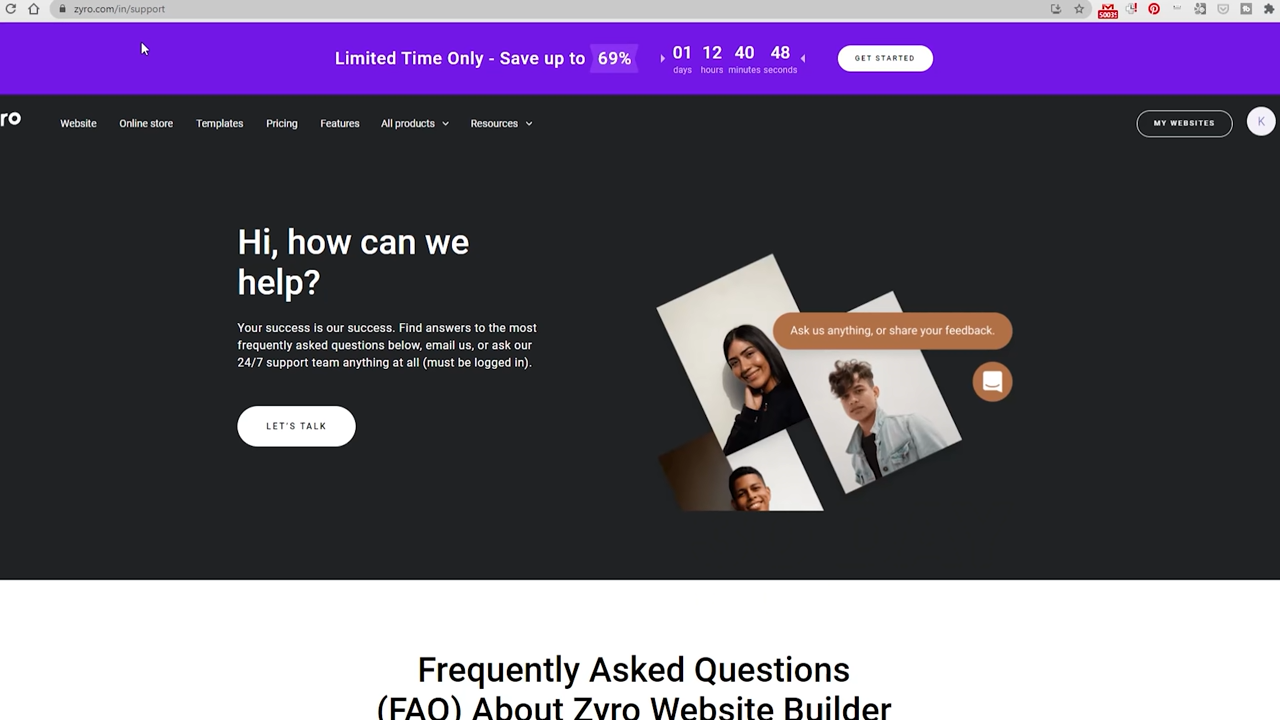 zyro.com/in/support
Limited Time Only - Save up to 69%
01 12 40 48
days hours minutes seconds
GET STARTED
ro
Website Online store Templates Pricing Features All products Resources
MY WEBSITES
K
Hi, how can we
help?
Your success is our success. Find answers to the most
frequently asked questions below, email us, or ask our
24/7 support team anything at all (must be logged in).
LET'S TALK
Ask us anything, or share your feedback.
Frequently Asked Questions
(FAQ) About Zyro Website Builder